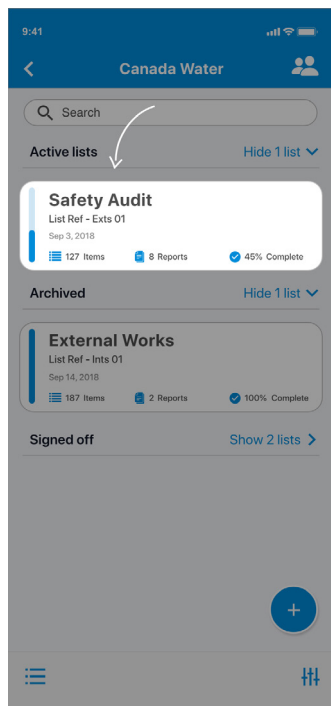 9:41
Canada Water
Search
Active lists Hide 1 list
Safety Audit
List Ref - Exts 01
Sep 3, 2018
127 Items 8 Reports 45% Complete
Archived Hide 1 list
External Works
List Ref - Ints 01
Sep 14, 2018
187 Items 2 Reports 100% Complete
Signed off Show 2 lists